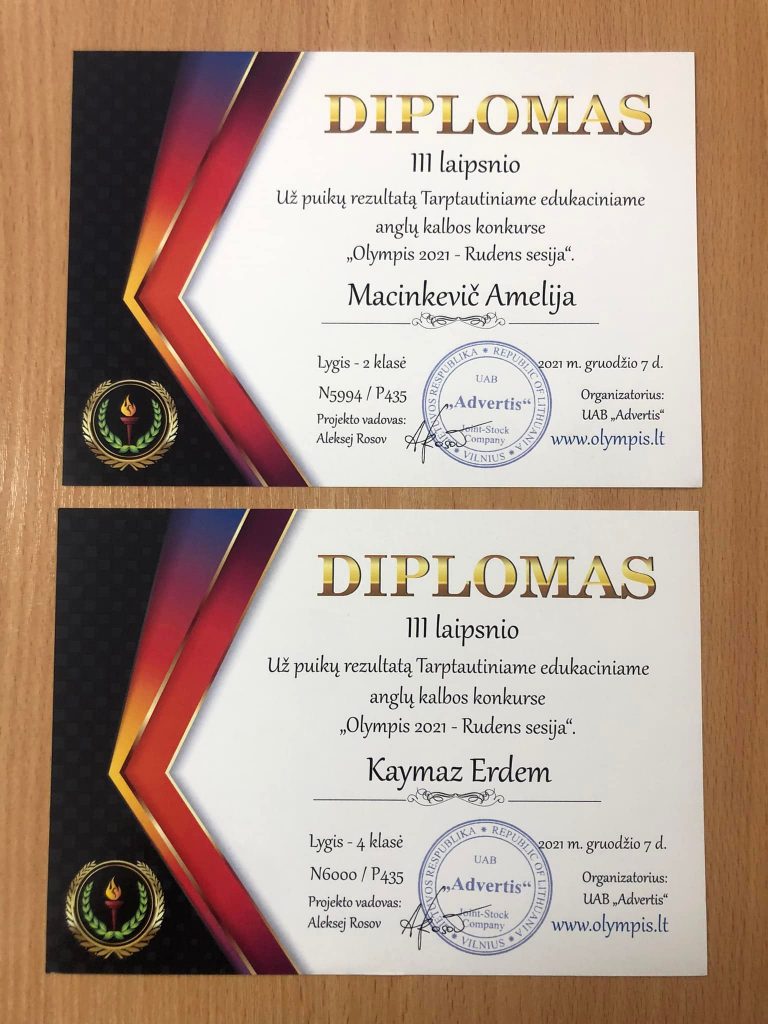 DIPLOMAS
III laipsnio
Už puikų rezultatą Tarptautiniame edukaciniame
anglų kalbos konkurse
„Olympis 2021 - Rudens sesija“.
Macinkevič Amelija
Lygis - 2 klasė
2021 m. gruodžio 7 d.
N5994 / P435
Projekto vadovas:
Aleksej Rosov
LIETUVOS RESPUBLIKA * REPUBLIC OF LITHUANIA
UAB
„Advertis“
Joint-Stock
Company
* VILNIUS *
Organizatorius:
UAB „Advertis“
www.olympis.lt
DIPLOMAS
III laipsnio
Už puikų rezultatą Tarptautiniame edukaciniame
anglų kalbos konkurse
„Olympis 2021 - Rudens sesija“.
Kaymaz Erdem
Lygis - 4 klasė
2021 m. gruodžio 7 d.
N6000 / P435
Projekto vadovas:
Aleksej Rosov
LIETUVOS RESPUBLIKA * REPUBLIC OF LITHUANIA
UAB
„Advertis“
Joint-Stock
Company
* VILNIUS *
Organizatorius:
UAB „Advertis“
www.olympis.lt